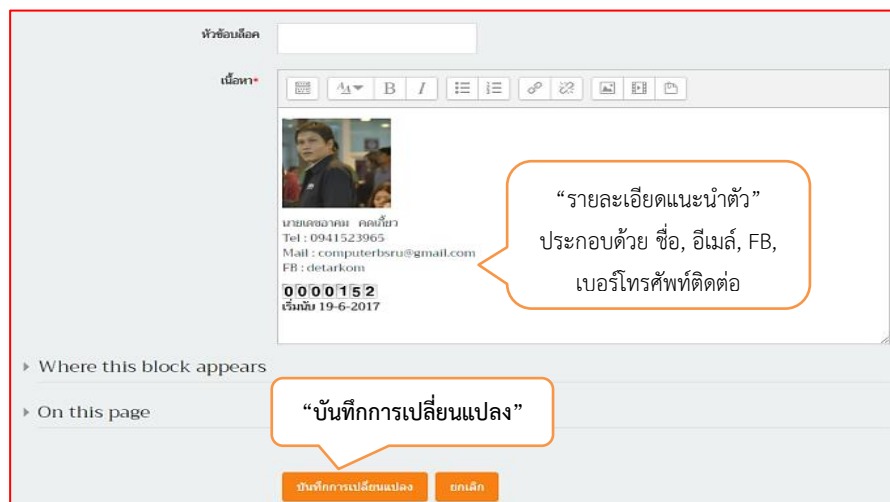 หัวข้อบล็อค
เนื้อหา*
B I
นายเดชอาคม คดเกี้ยว
Tel : 0941523965
Mail : computerbsru@gmail.com
FB : detarkom
0000152
เริ่มนับ 19-6-2017
“รายละเอียดแนะนำตัว”
ประกอบด้วย ชื่อ, อีเมล์, FB,
เบอร์โทรศัพท์ติดต่อ
Where this block appears
On this page
“บันทึกการเปลี่ยนแปลง”
บันทึกการเปลี่ยนแปลง
ยกเลิก